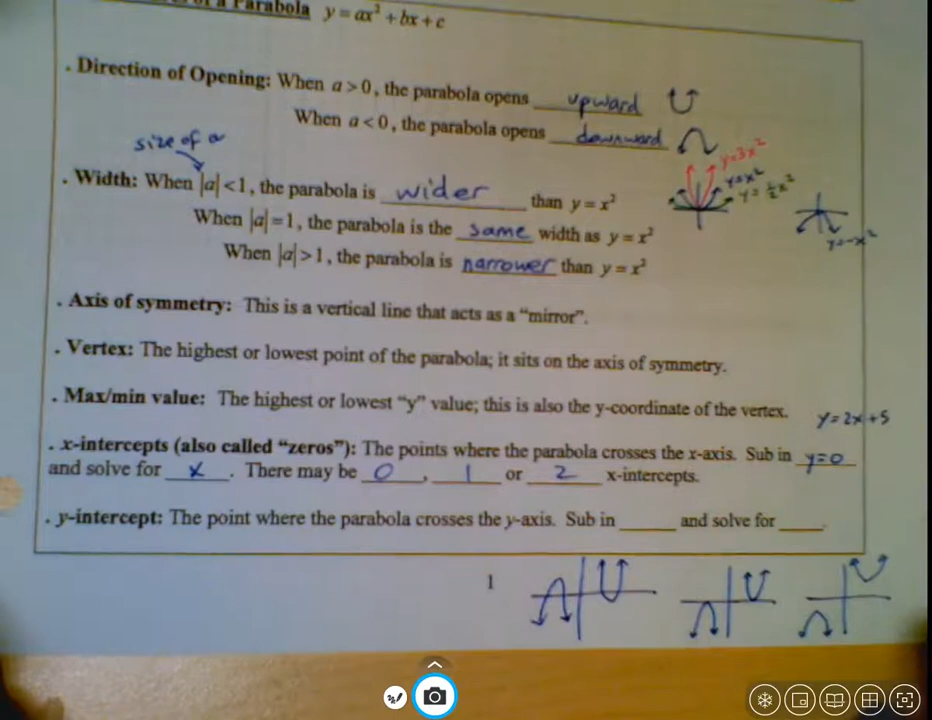 of a Parabola y = ax² + bx + c
. Direction of Opening: When a > 0, the parabola opens upward
When a < 0, the parabola opens downward
size of a
. Width: When |a| < 1, the parabola is wider than y = x²
When |a| = 1, the parabola is the same width as y = x²
When |a| > 1, the parabola is narrower than y = x²
y=3x²
y=x²
y=½x²
y=-x²
. Axis of symmetry: This is a vertical line that acts as a “mirror”.
. Vertex: The highest or lowest point of the parabola; it sits on the axis of symmetry.
. Max/min value: The highest or lowest “y” value; this is also the y-coordinate of the vertex.
y=2x+5
. x-intercepts (also called “zeros”): The points where the parabola crosses the x-axis. Sub in y=0
and solve for x. There may be 0, 1 or 2 x-intercepts.
. y-intercept: The point where the parabola crosses the y-axis. Sub in ______ and solve for ____.
1